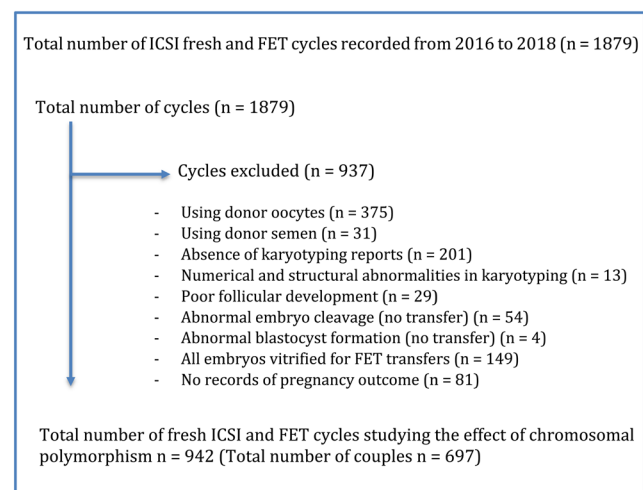 Total number of ICSI fresh and FET cycles recorded from 2016 to 2018 (n = 1879)
Total number of cycles (n = 1879)
Cycles excluded (n = 937)
- Using donor oocytes (n = 375)
- Using donor semen (n = 31)
- Absence of karyotyping reports (n = 201)
- Numerical and structural abnormalities in karyotyping (n = 13)
- Poor follicular development (n = 29)
- Abnormal embryo cleavage (no transfer) (n = 54)
- Abnormal blastocyst formation (no transfer) (n = 4)
- All embryos vitrified for FET transfers (n = 149)
- No records of pregnancy outcome (n = 81)
Total number of fresh ICSI and FET cycles studying the effect of chromosomal
polymorphism n = 942 (Total number of couples n = 697)